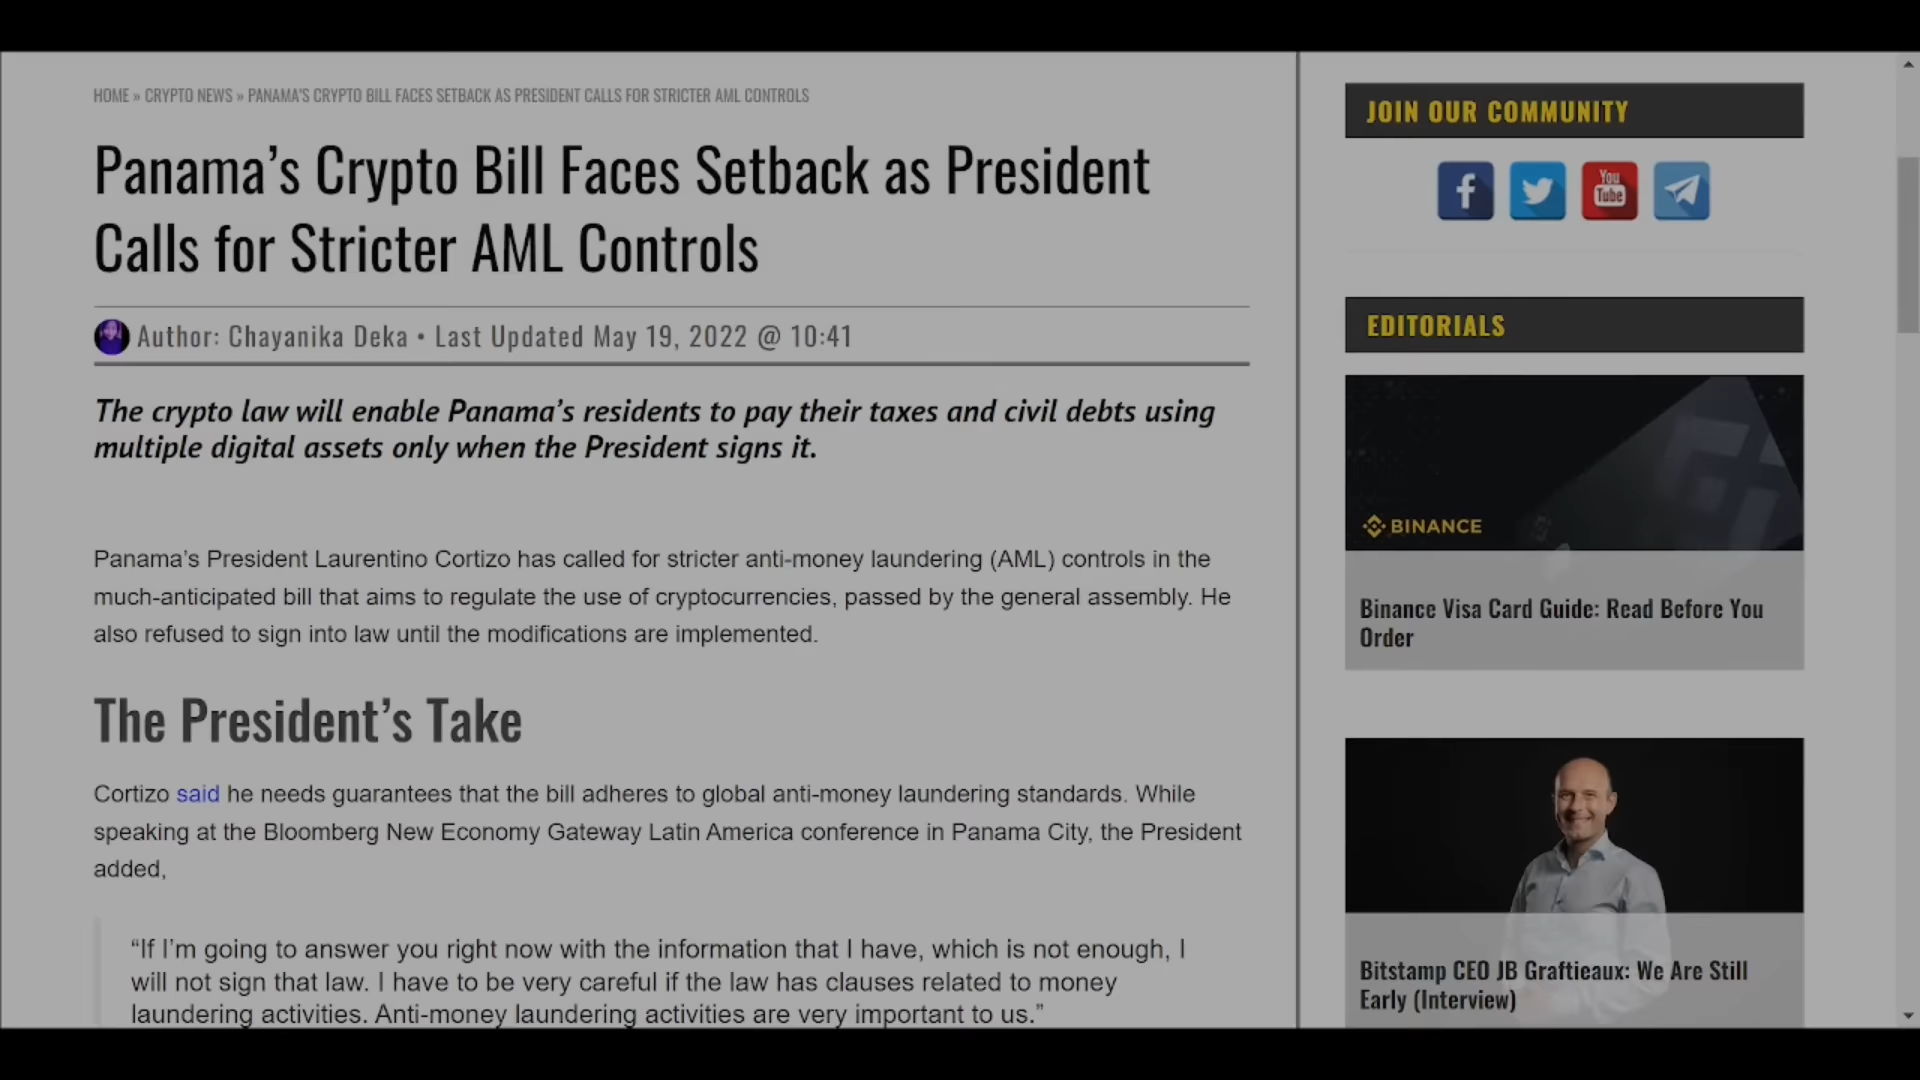 HOME » CRYPTO NEWS » PANAMA'S CRYPTO BILL FACES SETBACK AS PRESIDENT CALLS FOR STRICTER AML CONTROLS
Panama’s Crypto Bill Faces Setback as President
Calls for Stricter AML Controls
Author: Chayanika Deka • Last Updated May 19, 2022 @ 10:41
The crypto law will enable Panama’s residents to pay their taxes and civil debts using
multiple digital assets only when the President signs it.
Panama’s President Laurentino Cortizo has called for stricter anti-money laundering (AML) controls in the
much-anticipated bill that aims to regulate the use of cryptocurrencies, passed by the general assembly. He
also refused to sign into law until the modifications are implemented.
The President’s Take
Cortizo said he needs guarantees that the bill adheres to global anti-money laundering standards. While
speaking at the Bloomberg New Economy Gateway Latin America conference in Panama City, the President
added,
“If I’m going to answer you right now with the information that I have, which is not enough, I
will not sign that law. I have to be very careful if the law has clauses related to money
laundering activities. Anti-money laundering activities are very important to us.”
JOIN OUR COMMUNITY
You
Tube
EDITORIALS
BINANCE
Binance Visa Card Guide: Read Before You
Order
Bitstamp CEO JB Graftieaux: We Are Still
Early (Interview)